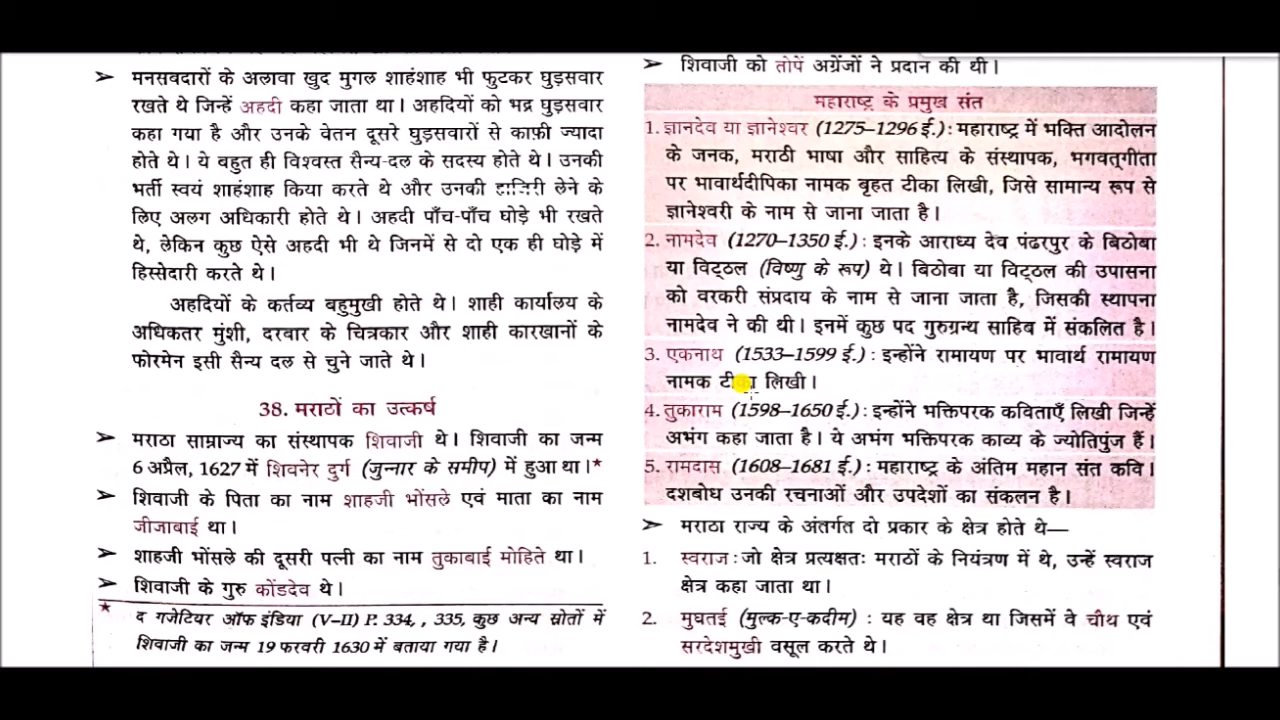 ➢ मनसवदारों के अलावा खुद मुगल शाहंशाह भी फुटकर घुड़सवार
रखते थे जिन्हें अहदी कहा जाता था। अहदियों को भद्र घुड़सवार
कहा गया है और उनके वेतन दूसरे घुड़सवारों से काफ़ी ज्यादा
होते थे। ये बहुत ही विश्वस्त सैन्य-दल के सदस्य होते थे। उनकी
भर्ती स्वयं शाहंशाह किया करते थे और उनकी हाजिरी लेने के
लिए अलग अधिकारी होते थे। अहदी पाँच-पाँच घोड़े भी रखते
थे, लेकिन कुछ ऐसे अहदी भी थे जिनमें से दो एक ही घोड़े में
हिस्सेदारी करते थे।
अहदियों के कर्तव्य बहुमुखी होते थे। शाही कार्यालय के
अधिकतर मुंशी, दरबार के चित्रकार और शाही कारखानों के
फोरमेन इसी सैन्य दल से चुने जाते थे।
38. मराठों का उत्कर्ष
➢ मराठा साम्राज्य का संस्थापक शिवाजी थे। शिवाजी का जन्म
6 अप्रैल, 1627 में शिवनेर दुर्ग (जुन्नार के समीप) में हुआ था।*
➢ शिवाजी के पिता का नाम शाहजी भोंसले एवं माता का नाम
जीजाबाई था।
➢ शाहजी भोंसले की दूसरी पत्नी का नाम तुकाबाई मोहिते था।
➢ शिवाजी के गुरु कोंडदेव थे।
* द गजेटियर ऑफ इंडिया (V–II) P. 334, , 335, कुछ अन्य स्रोतों में
शिवाजी का जन्म 19 फरवरी 1630 में बताया गया है।
➢ शिवाजी को तोपें अग्रेंजों ने प्रदान की थी।
महाराष्ट्र के प्रमुख संत
1. ज्ञानदेव या ज्ञानेश्वर (1275–1296 ई.) : महाराष्ट्र में भक्ति आदोलन
के जनक, मराठी भाषा और साहित्य के संस्थापक, भगवत्‌गीता
पर भावार्थदीपिका नामक बृहत टीका लिखी, जिसे सामान्य रूप से
ज्ञानेश्वरी के नाम से जाना जाता है।
2. नामदेव (1270–1350 ई.) : इनके आराध्य देव पंढरपुर के बिठोबा
या विट्‌ठल (विष्णु के रूप) थे। बिठोबा या विट्‌ठल की उपासना
को वरकरी संप्रदाय के नाम से जाना जाता है, जिसकी स्थापना
नामदेव ने की थी। इनमें कुछ पद गुरुग्रन्थ साहिब में संकलित है।
3. एकनाथ (1533–1599 ई.) : इन्होंने रामायण पर भावार्थ रामायण
नामक टीका लिखी।
4. तुकाराम (1598–1650 ई.) : इन्होंने भक्तिपरक कविताएँ लिखी जिन्हें
अभंग कहा जाता है। ये अभंग भक्तिपरक काव्य के ज्योतिपुंज हैं।
5. रामदास (1608–1681 ई.) : महाराष्ट्र के अंतिम महान संत कवि।
दशबोध उनकी रचनाओं और उपदेशों का संकलन है।
➢ मराठा राज्य के अंतर्गत दो प्रकार के क्षेत्र होते थे—
1. स्वराज : जो क्षेत्र प्रत्यक्षतः मराठों के नियंत्रण में थे, उन्हें स्वराज
क्षेत्र कहा जाता था।
2. मुघतई (मुल्क-ए-कदीम) : यह वह क्षेत्र था जिसमें वे चौथ एवं
सरदेशमुखी वसूल करते थे।